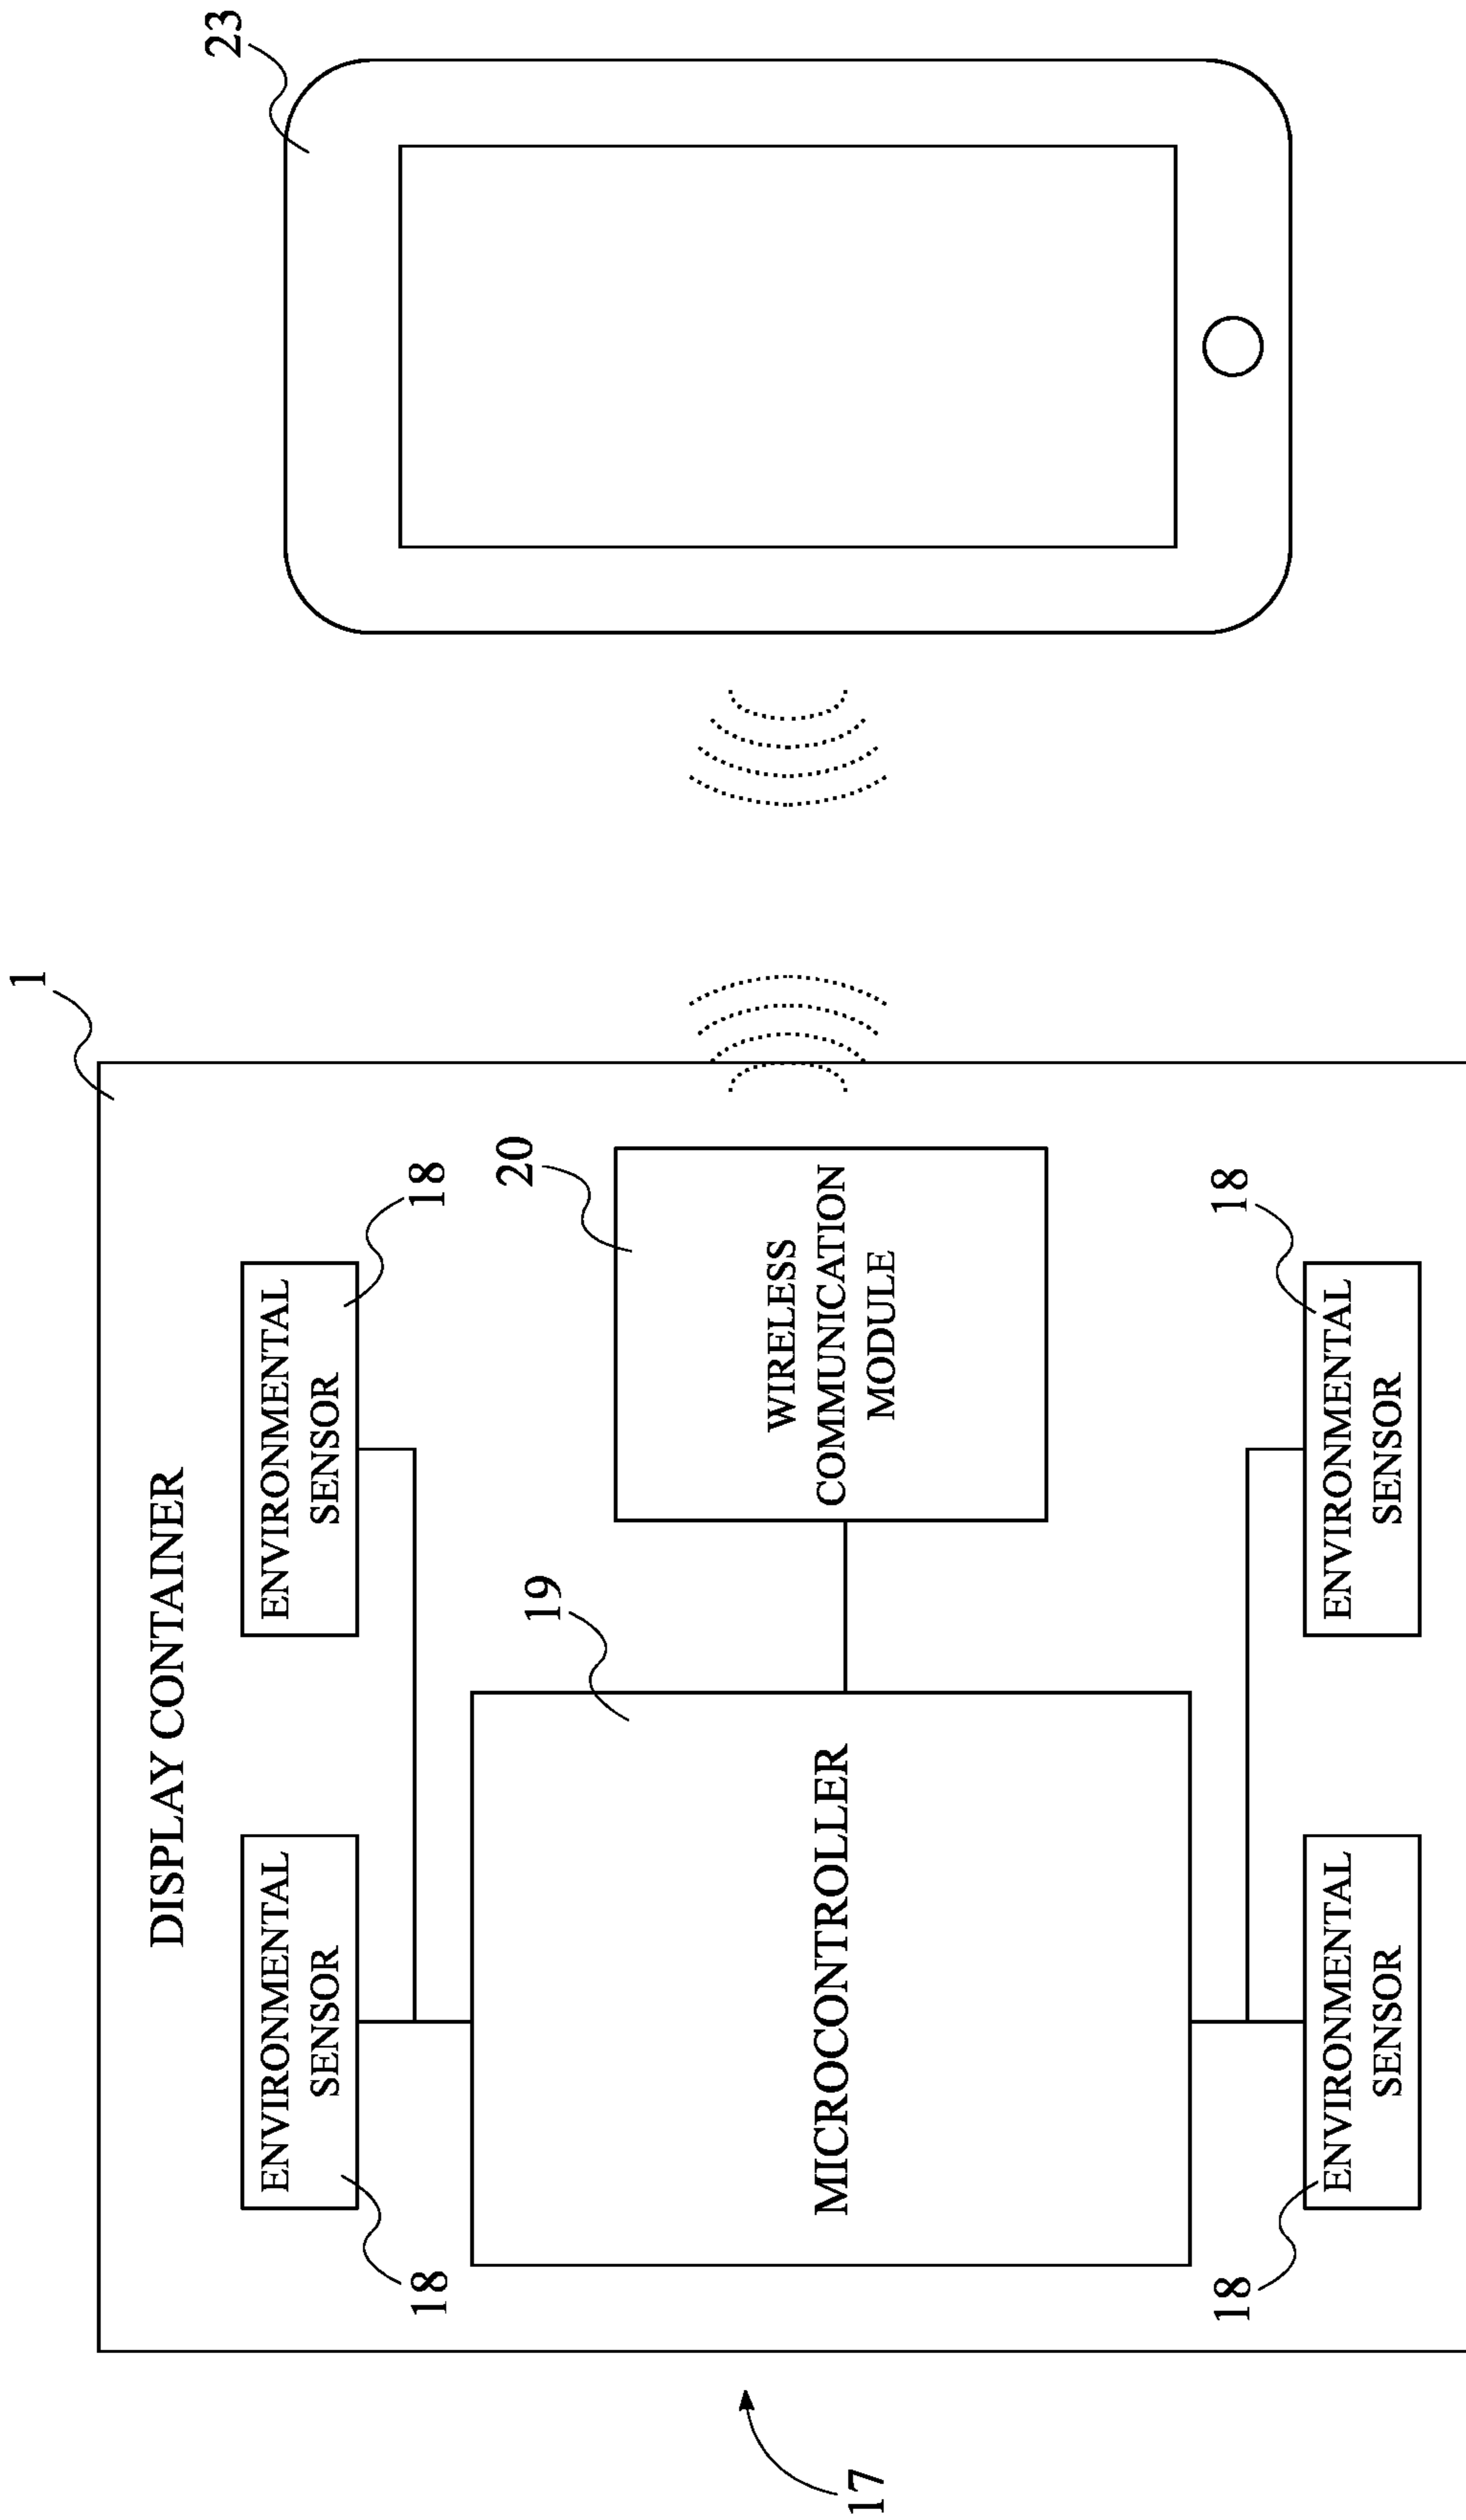 23
1
DISPLAY CONTAINER
ENVIRONMENTAL
SENSOR
18
ENVIRONMENTAL
SENSOR
18
20
WIRELESS
COMMUNICATION
MODULE
19
MICROCONTROLLER
ENVIRONMENTAL
SENSOR
18
ENVIRONMENTAL
SENSOR
18
17